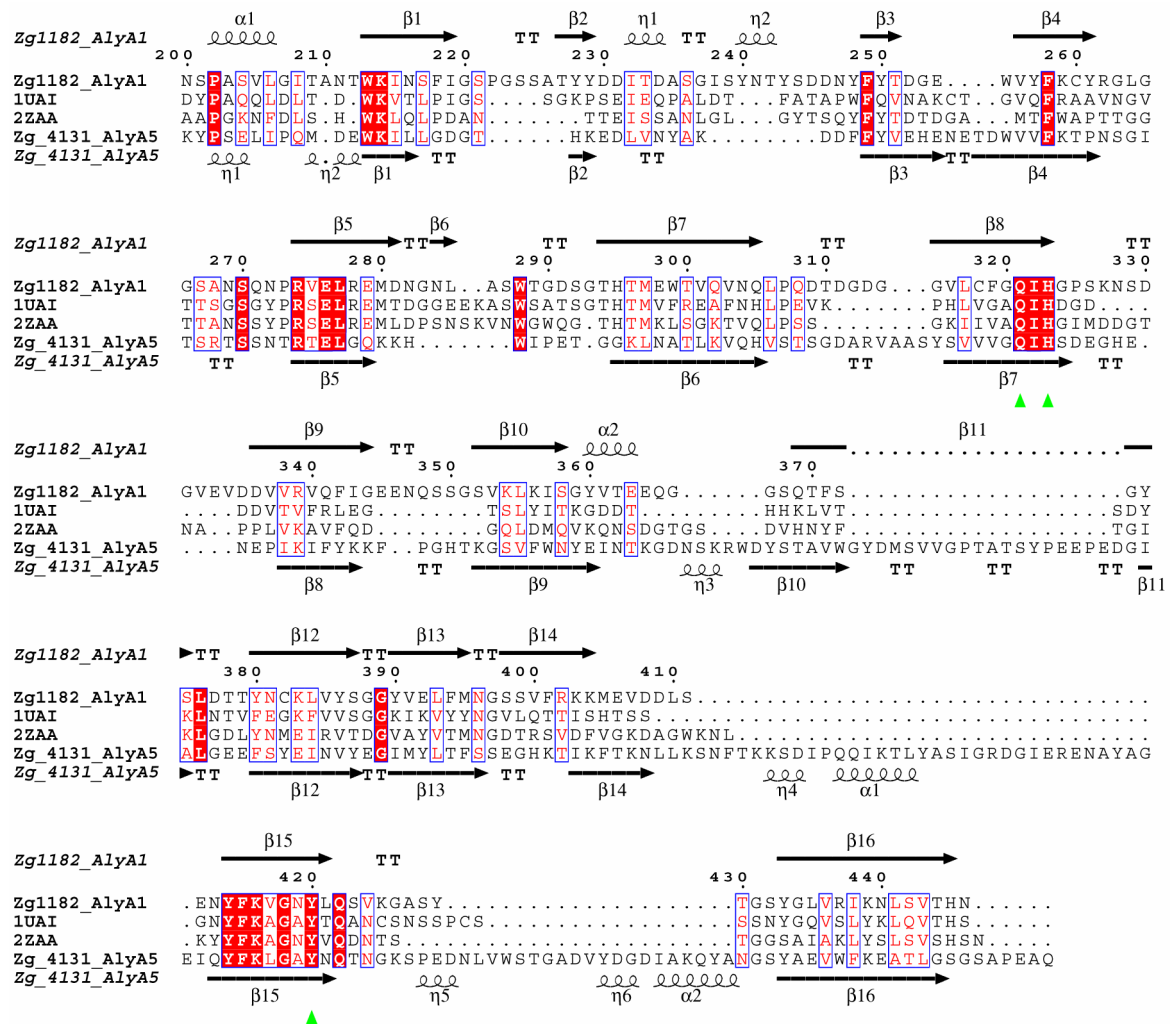 α1 β1 β2 η1 η2 β3 β4
Zg1182_AlyA1 TT TT
200 210 220 230 240 250 260
Zg1182_AlyA1 NSPASVLGITANTWKINSFIGSPGSSATYYDDITDASGISYNTYSDDNYFYTDGE....WVYFKCYRGLG
1UAI DYPAQQLDLT.D.WKVTLPIGS....SGKPSEIEQPALDT...FATAPWFQVNAKCT..GVQFRAAVNGV
2ZAA AAPGKNFDLS.H.WKLQLPDAN.......TTEISSANLGL...GYTSQYFYTDTDGA...MTFWAPTTGG
Zg_4131_AlyA5 KYPSELIPQM.DEWKILLGDGT......HKEDLVNYAK.........DDFYVEHENETDWVVFKTPNSGI
Zg_4131_AlyA5 TT TT TT
η1 η2 β1 β2 β3 β4
β5 β6 β7 β8
Zg1182_AlyA1 TT TT TT TT
270 280 290 300 310 320 330
Zg1182_AlyA1 GSANSQNPRVELREMDNGNL..ASWTGDSGTHTMEWTVQVNQLPQDTDGDG...GVLCFGQIHGPSKNSD
1UAI TTSGSGYPRSELREMTDGGEEKASWSATSGTHTMVFREAFNHLPEVK.......PHLVGAQIHDGD....
2ZAA TTANSSYPRSELREMLDPSNSKVNWGWQG.THTMKLSGKTVQLPSS........GKIIVAQIHGIMDDGT
Zg_4131_AlyA5 TSRTSSNTRTELGQKKH.......WIPET.GGKLNATLKVQHVSTSGDARVAASYSVVVGQIHSDEGHE.
Zg_4131_AlyA5 TT TT TT
β5 β6 β7
β9 β10 α2 β11
Zg1182_AlyA1 TT ....................
340 350 360 370
Zg1182_AlyA1 GVEVDDVVRVQFIGEENQSSGSVKLKISGYVTEEQG......GSQTFS....................GY
1UAI ....DDVTVFRLEG........TSLYITKGDDT.........HHKLVT...................SDY
2ZAA NA..PPLVKAVFQD........GQLDMQVKQNSDGTGS....DVHNYF...................TGI
Zg_4131_AlyA5 ....NEPIKIFYKKF..PGHTKGSVFWNYEINTKGDNSKRWDYSTAVWGYDMSVVGPTATSYPEEPEDGI
Zg_4131_AlyA5 TT TT TT TT
β8 β9 η3 β10 β11
β12 β13 β14
Zg1182_AlyA1 TT TT TT
380 390 400 410
Zg1182_AlyA1 SLDTTYNCKLVYSGGYVELFMNGSSVFRKKMEVDDLS.................................
1UAI KLNTVFEGKFVVSGGKIKVYYNGVLQTTISHTSS....................................
2ZAA KLGDLYNMEIRVTDGVAYVTMNGDTRSVDFVGKDAGWKNL..............................
Zg_4131_AlyA5 ALGEEFSYEINVYEGIMYLTFSSEGHKTIKFTKNLLKSNFTKKSDIPQQIKTLYASIGRDGIERENAYAG
Zg_4131_AlyA5 TT TT TT
β12 β13 β14 η4 α1
β15 β16
Zg1182_AlyA1 TT
420 430 440
Zg1182_AlyA1 .ENYFKVGNYLQSVKGASY.....................TGSYGLVRIKNLSVTHN......
1UAI .GNYFKAGAYTQANCSNSSPCS..................SSNYGQVSLYKLQVTHS......
2ZAA .KYYFKAGNYVQDNTS........................TGGSAIAKLYSLSVSHSN.....
Zg_4131_AlyA5 EIQYFKLGAYNQTNGKSPEDNLVWSTGADVYDGDIAKQYANGSYAEVWFKEATLGSGSAPEAQ
Zg_4131_AlyA5
β15 η5 η6 α2 β16